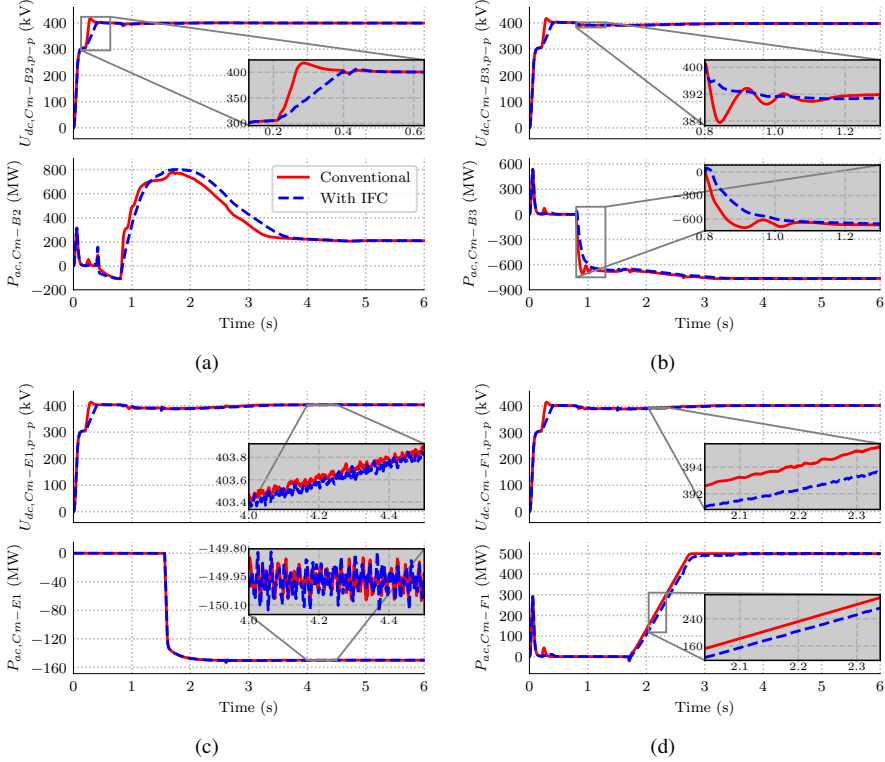 U_{dc,Cm−B2,p−p} (kV)
400
300
200
100
0
400
350
300
0.2
0.4
0.6
P_{ac,Cm−B2} (MW)
800
600
400
200
0
−200
Conventional
With IFC
0 1 2 3 4 5 6
Time (s)
(a)
U_{dc,Cm−B3,p−p} (kV)
400
300
200
100
0
400
392
384
0.8 1.0 1.2
P_{ac,Cm−B3} (MW)
600
300
0
−300
−600
−900
0
−300
−600
0.8 1.0 1.2
0 1 2 3 4 5 6
Time (s)
(b)
U_{dc,Cm−E1,p−p} (kV)
400
300
200
100
0
403.8
403.6
403.4
4.0 4.2 4.4
P_{ac,Cm−E1} (MW)
0
−40
−80
−120
−160
−149.80
−149.95
−150.10
4.0 4.2 4.4
0 1 2 3 4 5 6
Time (s)
(c)
U_{dc,Cm−F1,p−p} (kV)
400
300
200
100
0
394
392
2.1 2.2 2.3
P_{ac,Cm−F1} (MW)
500
400
300
200
100
0
−100
240
160
2.1 2.2 2.3
0 1 2 3 4 5 6
Time (s)
(d)